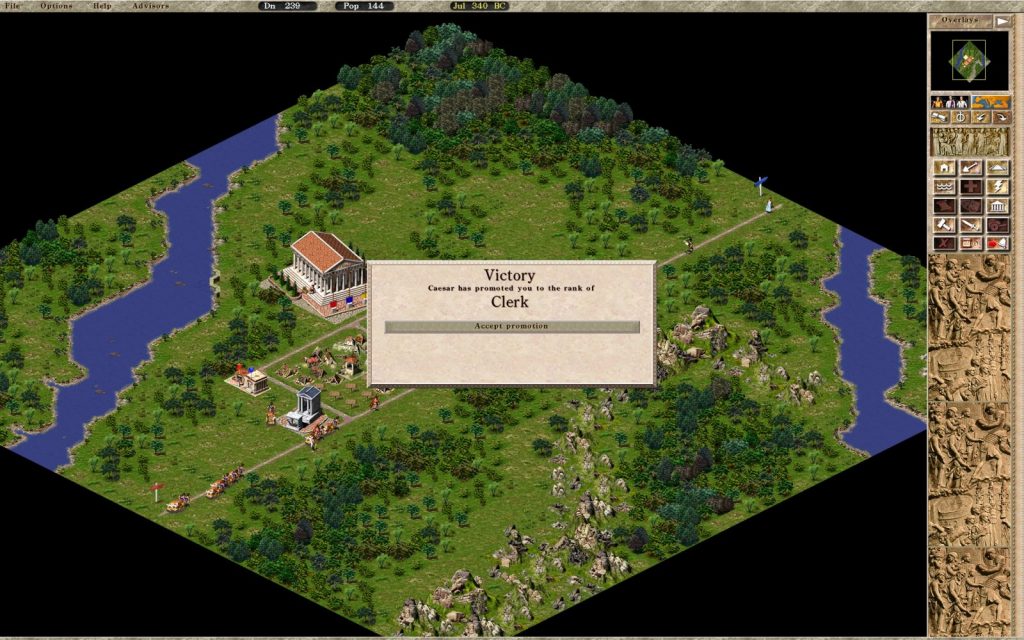 File Options Help Advisors Dn 239 Pop 144 Jul 340 BC
Overlays
Victory
Caesar has promoted you to the rank of
Clerk
Accept promotion